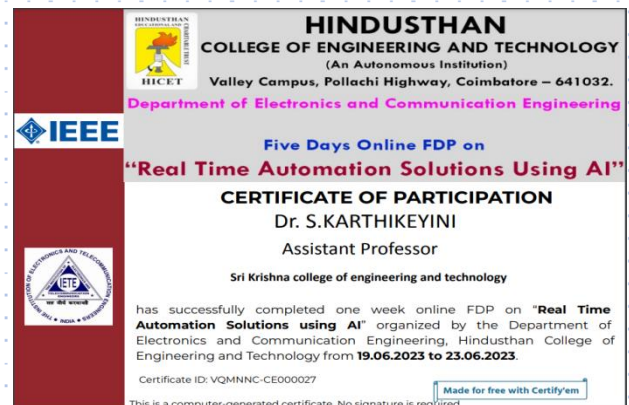 HINDUSTHAN
EDUCATIONAL AND
CHARITABLE TRUST
HICET
HINDUSTHAN
COLLEGE OF ENGINEERING AND TECHNOLOGY
(An Autonomous Institution)
Valley Campus, Pollachi Highway, Coimbatore – 641032.
Department of Electronics and Communication Engineering
IEEE
Five Days Online FDP on
“Real Time Automation Solutions Using AI”
CERTIFICATE OF PARTICIPATION
Dr. S.KARTHIKEYINI
Assistant Professor
Sri Krishna college of engineering and technology
THE INSTITUTION OF ELECTRONICS AND TELECOMMUNICATION ENGINEERS
IETE
• INDIA •
has successfully completed one week online FDP on “Real Time
Automation Solutions using AI” organized by the Department of
Electronics and Communication Engineering, Hindusthan College of
Engineering and Technology from 19.06.2023 to 23.06.2023.
Certificate ID: VQMNNC-CE000027
Made for free with Certify'em
This is a computer-generated certificate. No signature is required